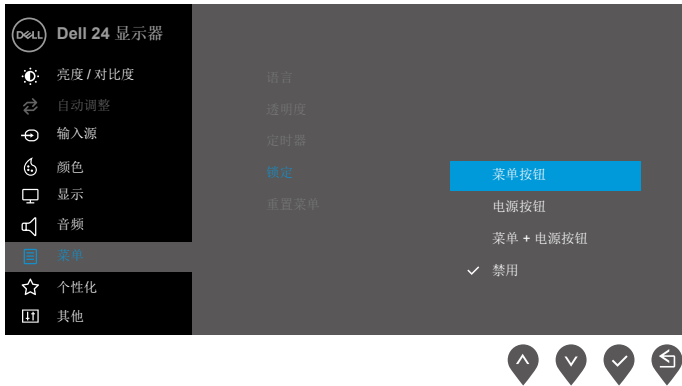 DELL Dell 24 显示器
亮度 / 对比度
自动调整
输入源
颜色
显示
音频
菜单
个性化
其他
语言
透明度
定时器
锁定
重置菜单
菜单按钮
电源按钮
菜单 + 电源按钮
禁用